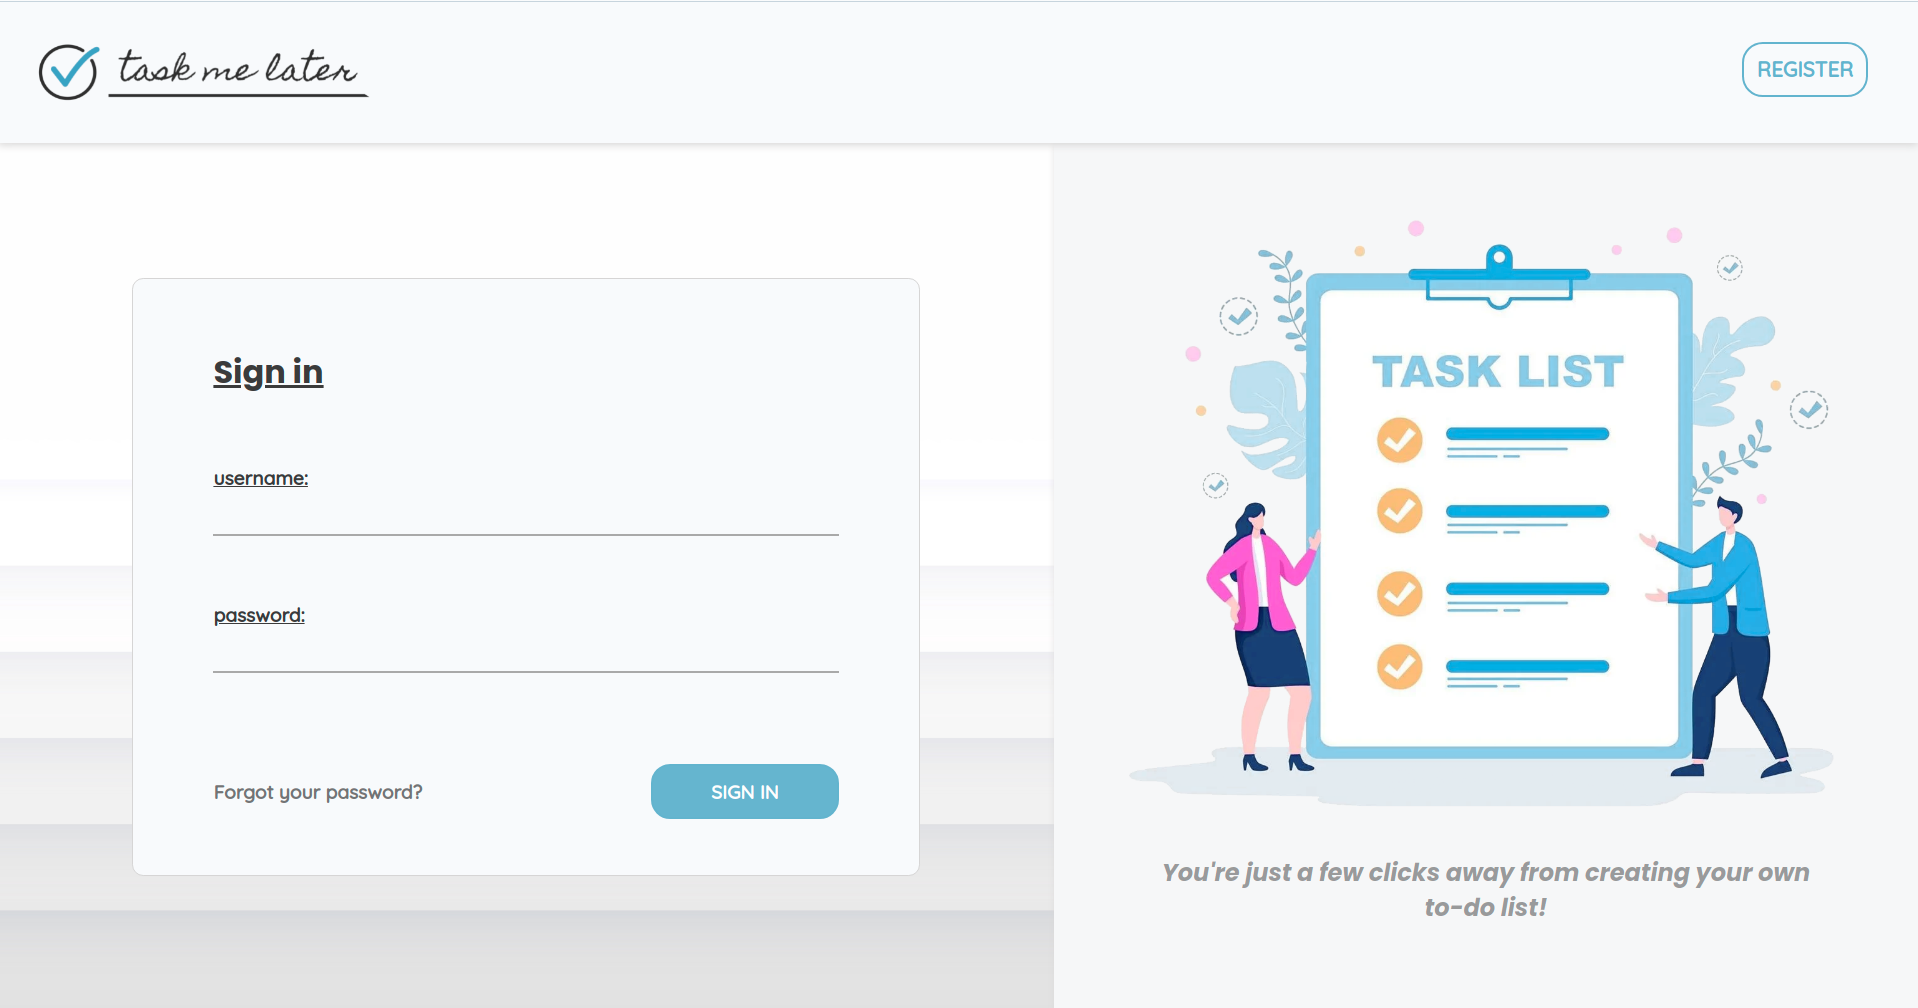 task me later
REGISTER
Sign in
username:
password:
Forgot your password?
SIGN IN
TASK LIST
You're just a few clicks away from creating your own
to-do list!